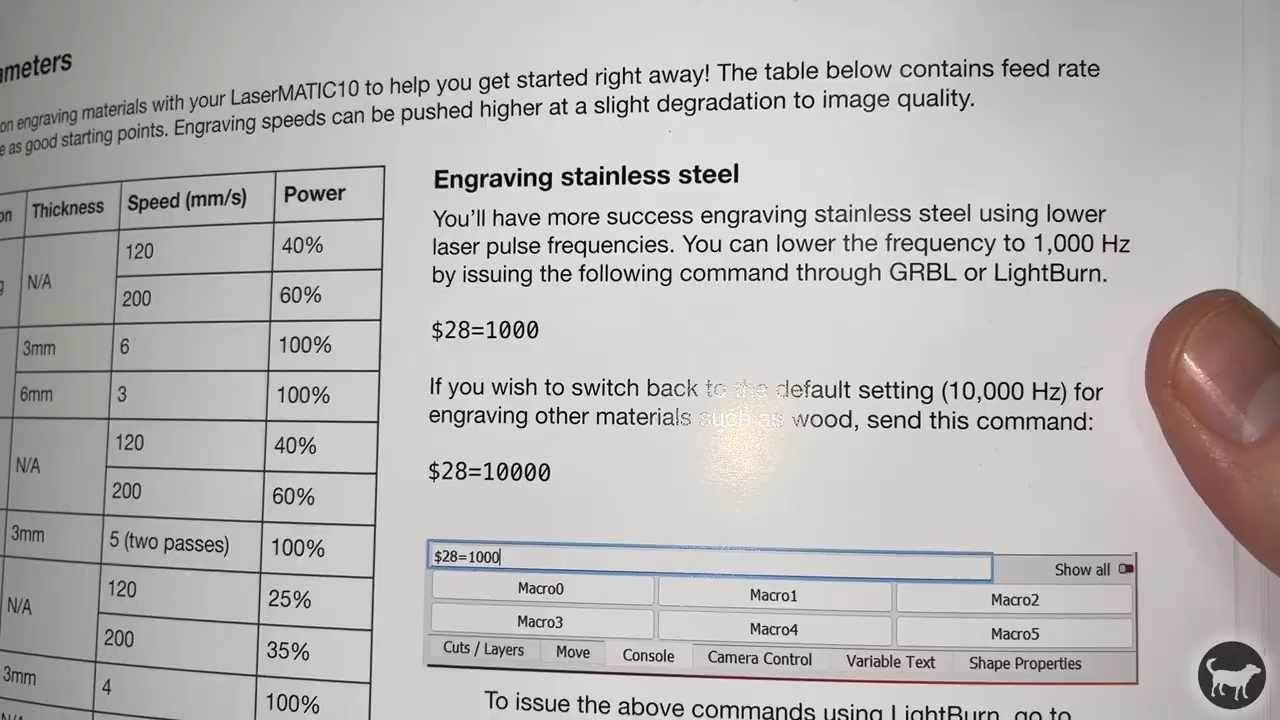 ameters
on engraving materials with your LaserMATIC10 to help you get started right away! The table below contains feed rate
e as good starting points. Engraving speeds can be pushed higher at a slight degradation to image quality.
on Thickness Speed (mm/s) Power
g N/A 120 40%
200 60%
3mm 6 100%
6mm 3 100%
N/A 120 40%
200 60%
3mm 5 (two passes) 100%
N/A 120 25%
200 35%
3mm 4 100%
N/A
Engraving stainless steel
You'll have more success engraving stainless steel using lower
laser pulse frequencies. You can lower the frequency to 1,000 Hz
by issuing the following command through GRBL or LightBurn.
$28=1000
If you wish to switch back to the default setting (10,000 Hz) for
engraving other materials such as wood, send this command:
$28=10000
$28=1000 Show all
Macro0 Macro1 Macro2
Macro3 Macro4 Macro5
Cuts / Layers Move Console Camera Control Variable Text Shape Properties
To issue the above commands using LightBurn, go to